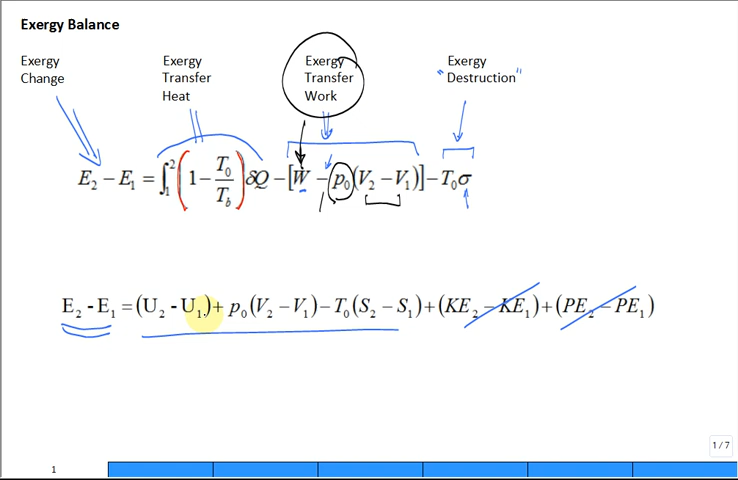 Exergy Balance
Exergy Change
Exergy Transfer Heat
Exergy Transfer Work
Exergy "Destruction"
E₂ − E₁ = ∫₁² (1 − T₀/T_b) δQ − [W − p₀(V₂ − V₁)] − T₀σ
E₂ - E₁ = (U₂ - U₁) + p₀(V₂ − V₁) − T₀(S₂ − S₁) + (KE₂ − KE₁) + (PE₂ − PE₁)
1 / 7
1